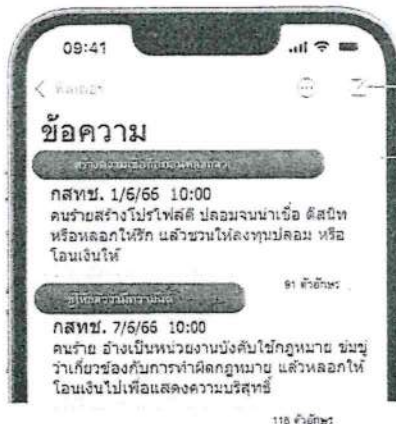 09:41
ข้อความ
กสทช. 1/6/66 10:00
คนร้ายสร้างโปรไฟล์ดี ปลอมจนน่าเชื่อ ตีสนิท
หรือหลอกให้รัก แล้วชวนให้ลงทุนปลอม หรือ
โอนเงินให้
91 ตัวอักษร
กสทช. 7/6/66 10:00
คนร้าย อ้างเป็นหน่วยงานบังคับใช้กฎหมาย ข่มขู่
ว่าเกี่ยวข้องกับการทำผิดกฎหมาย แล้วหลอกให้
โอนเงินไปเพื่อแสดงความบริสุทธิ์
118 ตัวอักษร